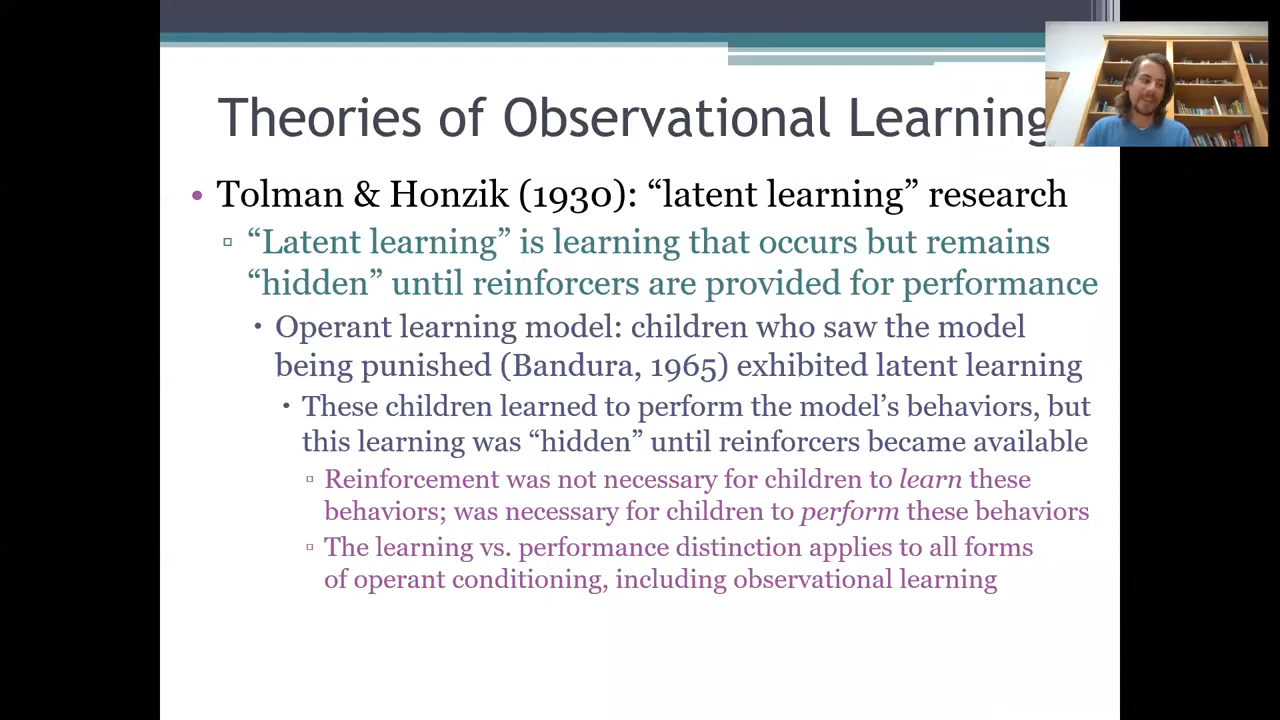 Theories of Observational Learning
• Tolman & Honzik (1930): “latent learning” research
▫ “Latent learning” is learning that occurs but remains
“hidden” until reinforcers are provided for performance
▪ Operant learning model: children who saw the model
being punished (Bandura, 1965) exhibited latent learning
▪ These children learned to perform the model’s behaviors, but
this learning was “hidden” until reinforcers became available
▫ Reinforcement was not necessary for children to learn these
behaviors; was necessary for children to perform these behaviors
▫ The learning vs. performance distinction applies to all forms
of operant conditioning, including observational learning